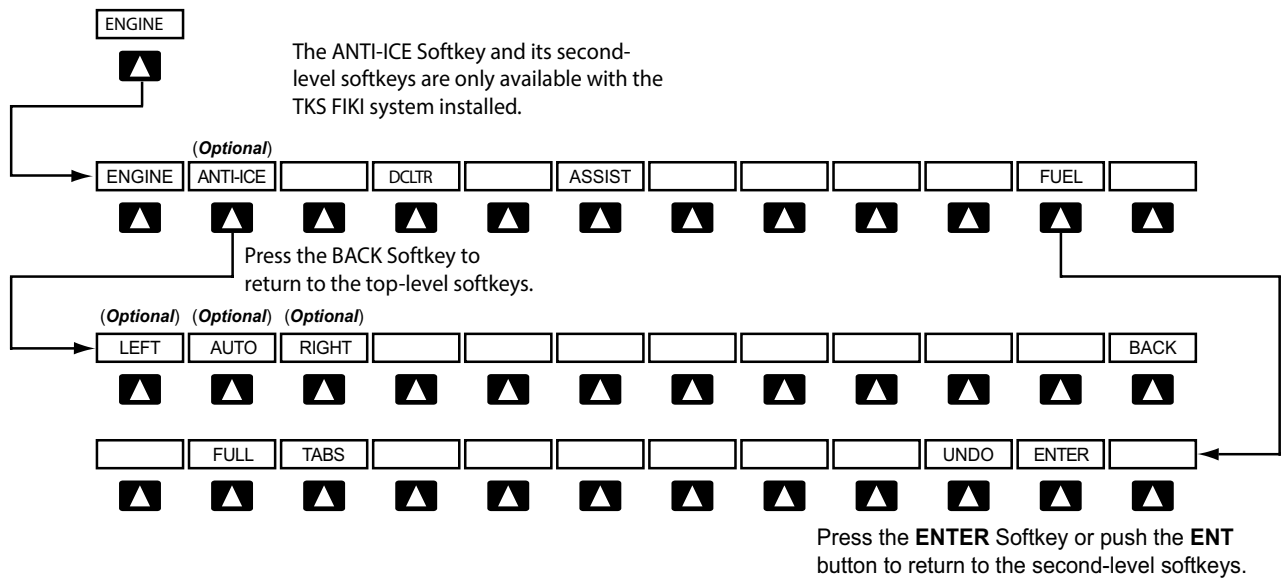 ENGINE
The ANTI-ICE Softkey and its second-
level softkeys are only available with the
TKS FIKI system installed.
(Optional)
ENGINE ANTI-ICE DCLTR ASSIST FUEL
Press the BACK Softkey to
return to the top-level softkeys.
(Optional) (Optional) (Optional)
LEFT AUTO RIGHT BACK
FULL TABS UNDO ENTER
Press the ENTER Softkey or push the ENT
button to return to the second-level softkeys.